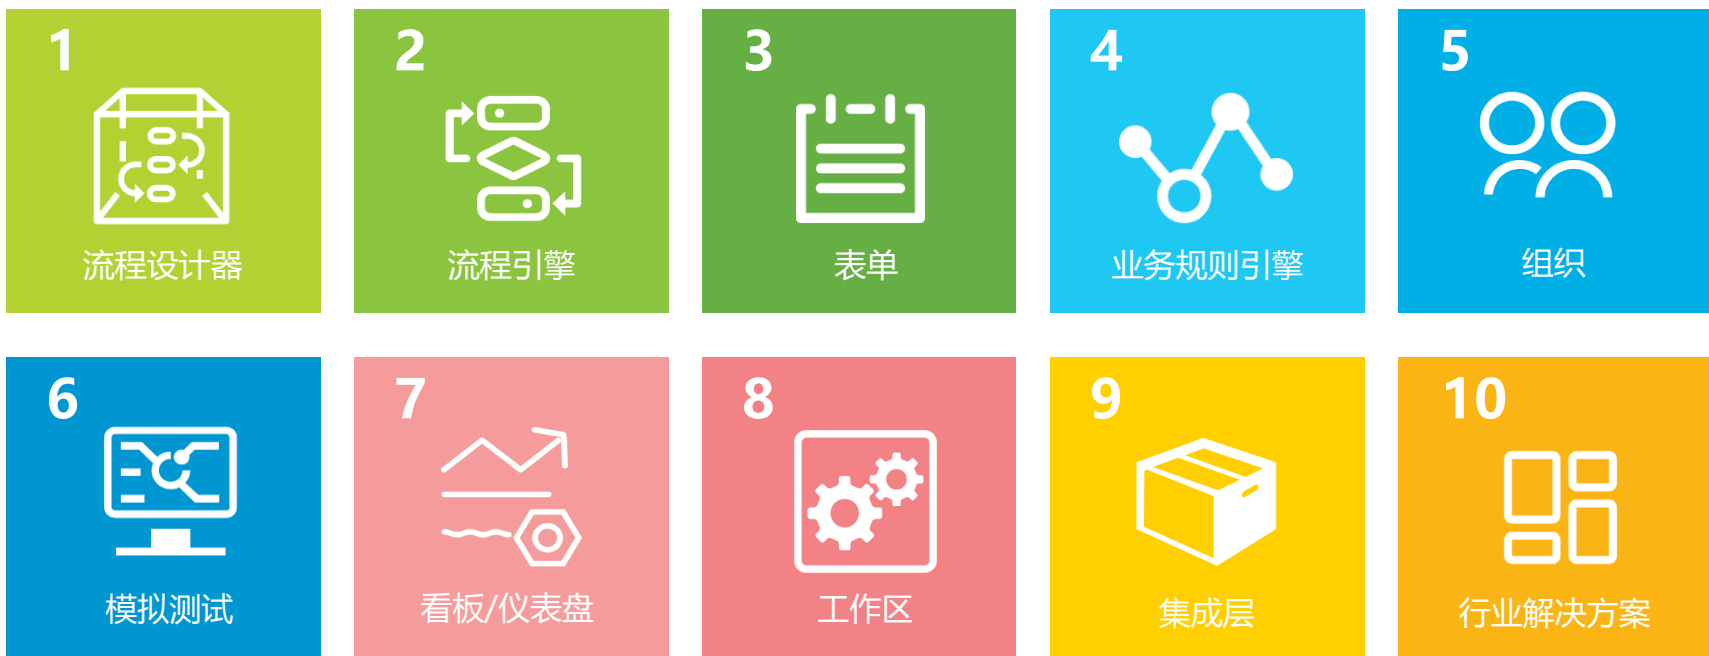 1
流程设计器
2
流程引擎
3
表单
4
业务规则引擎
5
组织
6
模拟测试
7
看板/仪表盘
8
工作区
9
集成层
10
行业解决方案